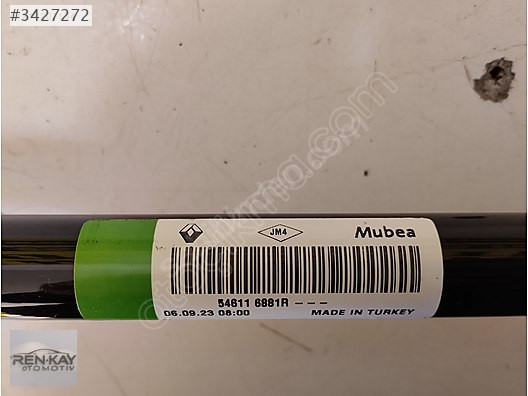 #3427272
JM4
Mubea
54611 6881R - - -
06.09.23 08:00 MADE IN TURKEY
REN-KAY
OTOMOTİV